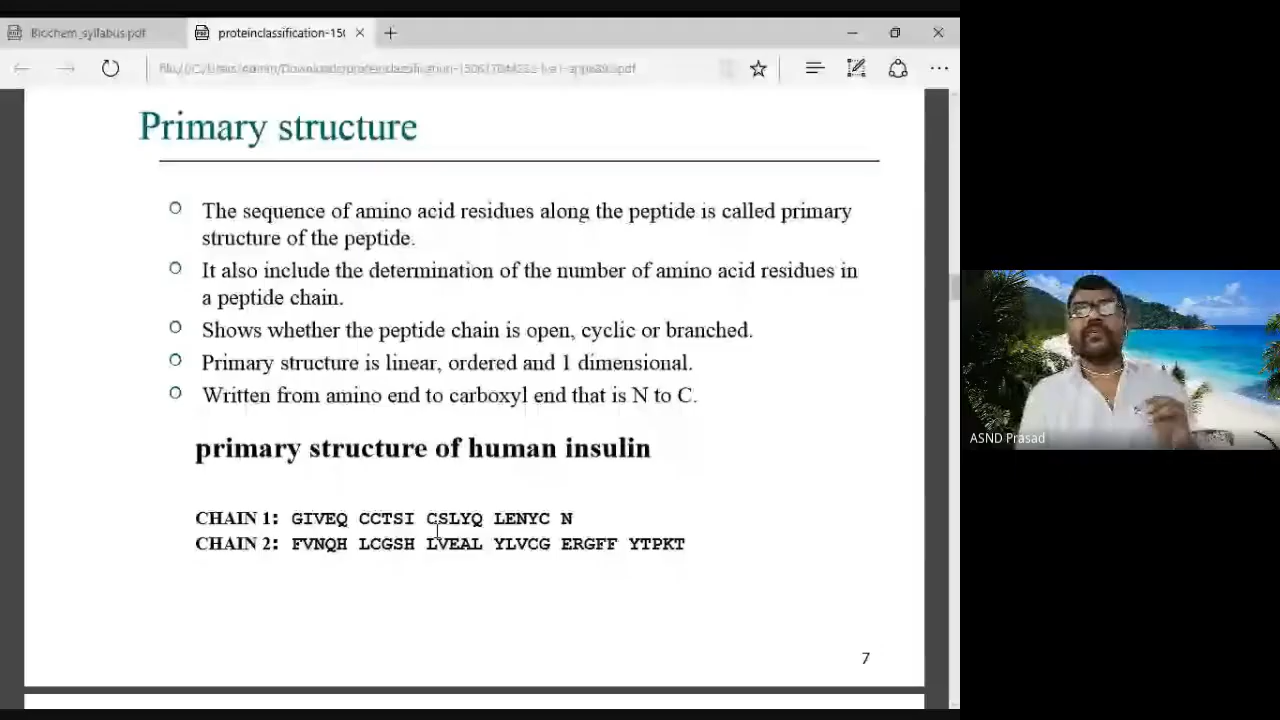 Biochem_syllabus.pdf
proteinclassification-150
Primary structure
The sequence of amino acid residues along the peptide is called primary
structure of the peptide.
It also include the determination of the number of amino acid residues in
a peptide chain.
Shows whether the peptide chain is open, cyclic or branched.
Primary structure is linear, ordered and 1 dimensional.
Written from amino end to carboxyl end that is N to C.
primary structure of human insulin
CHAIN 1: GIVEQ CCTSI CSLYQ LENYC N
CHAIN 2: FVNQH LCGSH LVEAL YLVCG ERGFF YTPKT
7
ASND Prasad